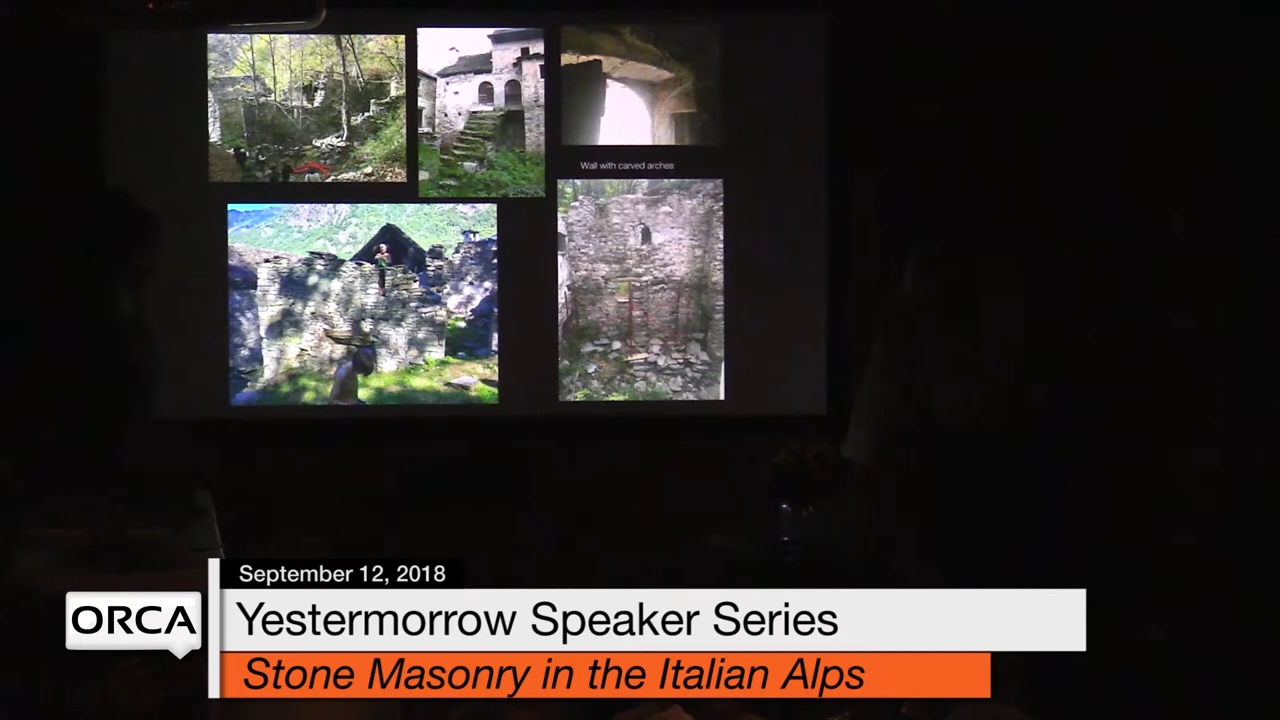 Wall with carved arches
September 12, 2018
ORCA
Yestermorrow Speaker Series
Stone Masonry in the Italian Alps